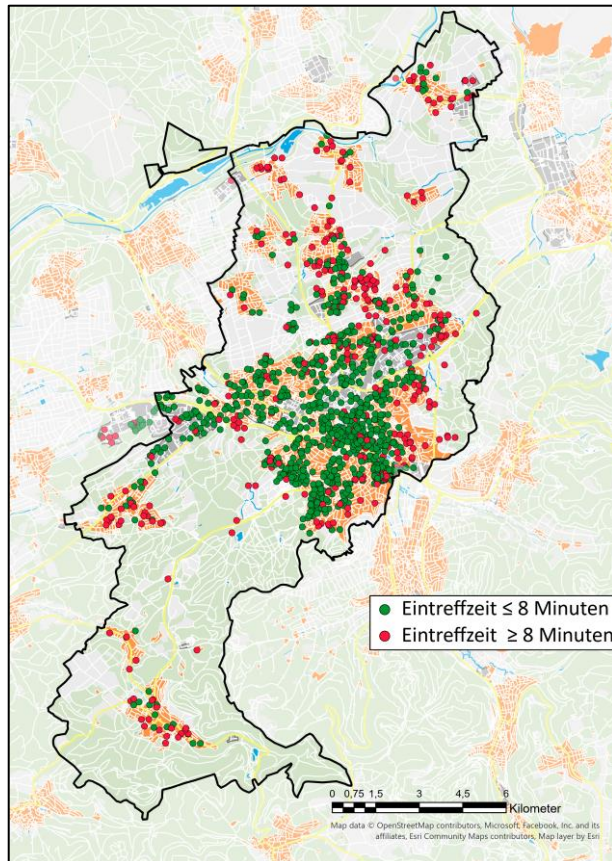 Eintreffzeit ≤ 8 Minuten
Eintreffzeit ≥ 8 Minuten
0 0,75 1,5 3 4,5 6
Kilometer
Map data © OpenStreetMap contributors, Microsoft, Facebook, Inc. and its
affiliates, Esri Community Maps contributors, Map layer by Esri